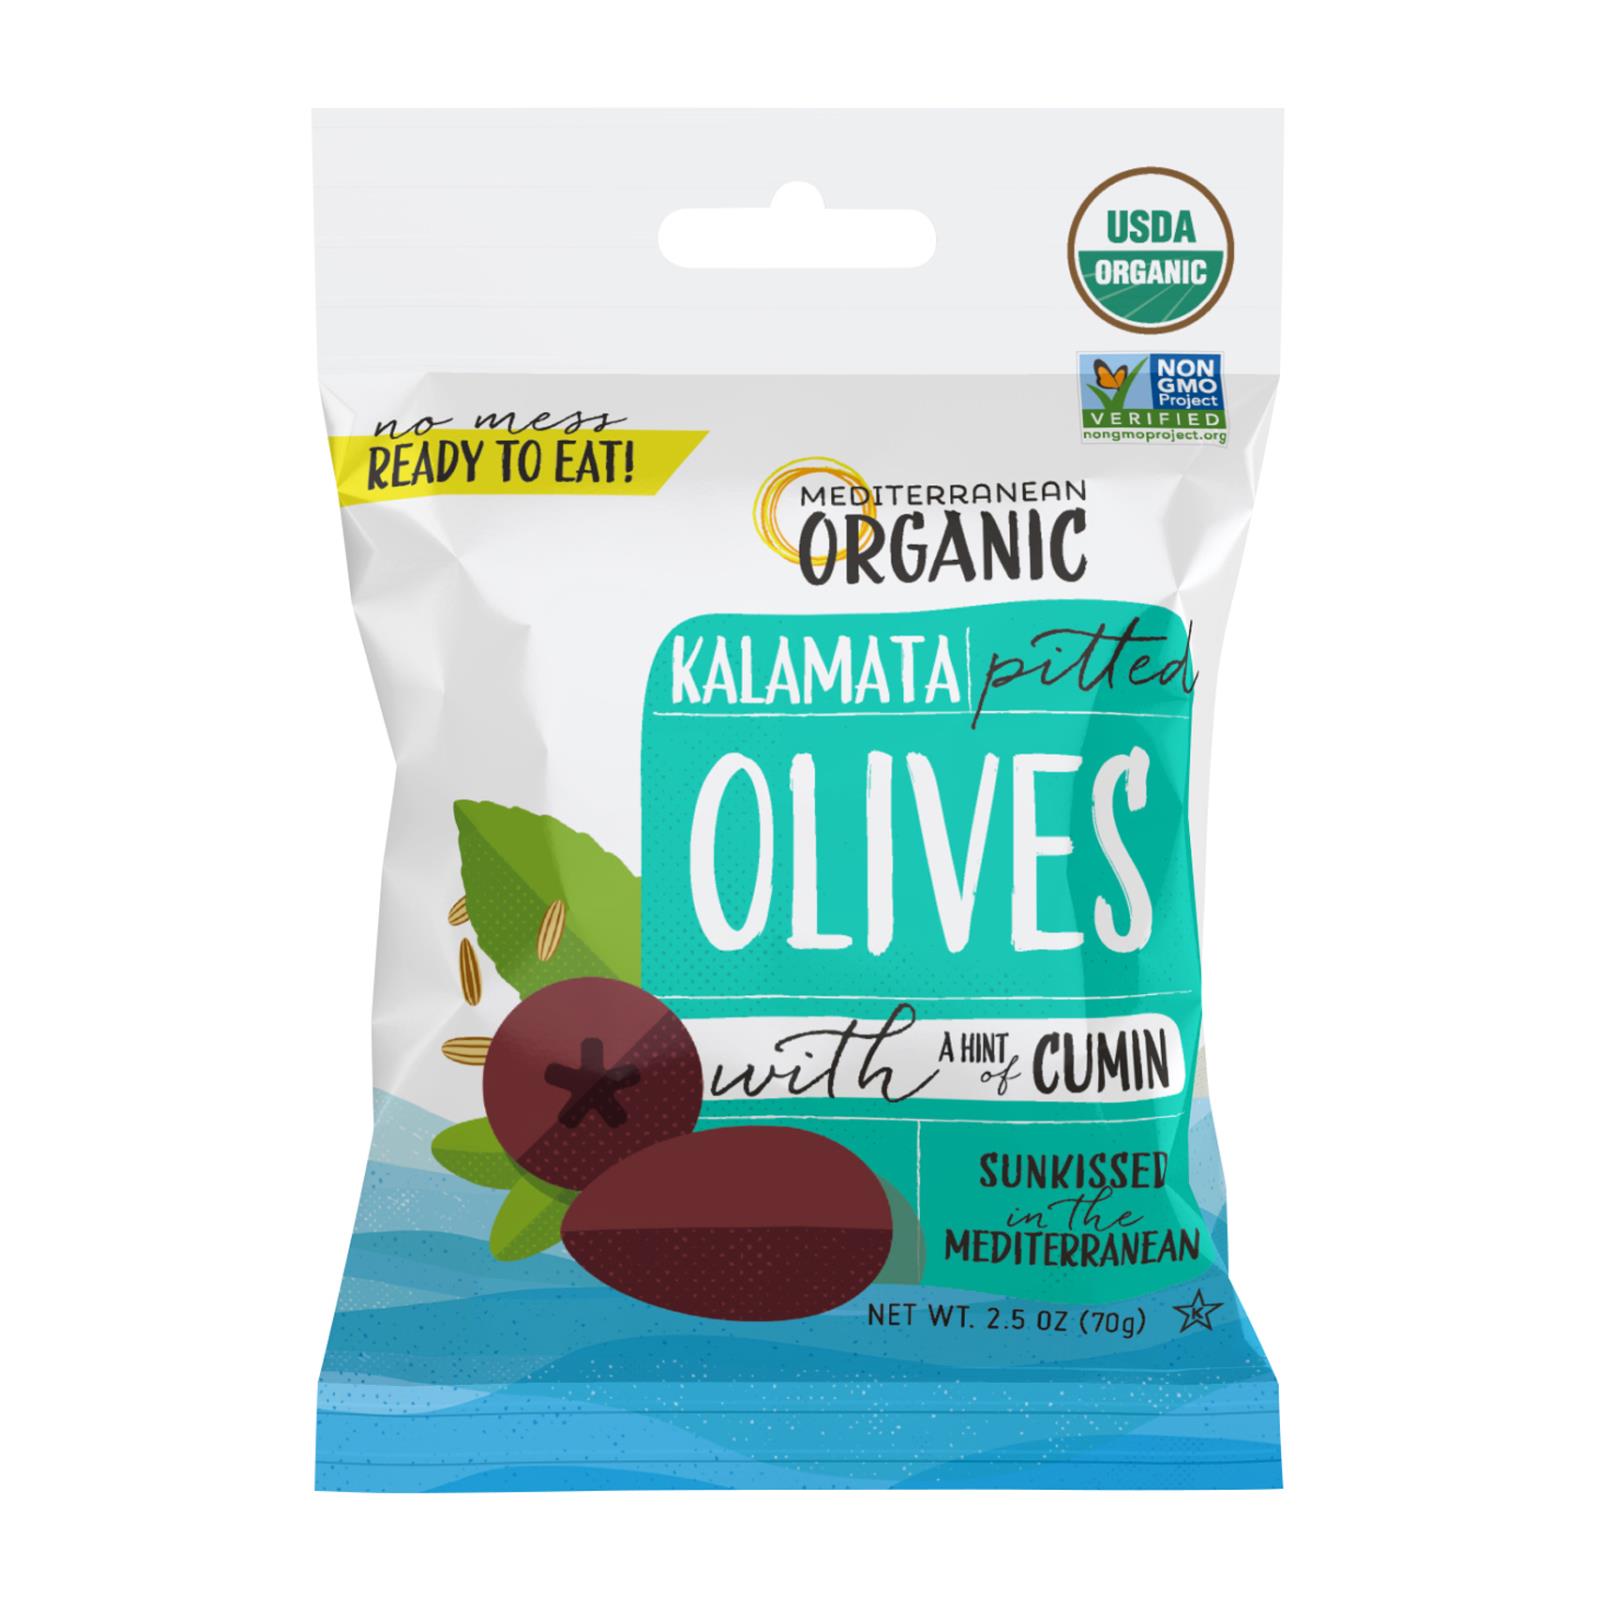 USDA
ORGANIC
NON
GMO
Project
VERIFIED
nongmoproject.org
no mess
READY TO EAT!
MEDITERRANEAN
ORGANIC
KALAMATA pitted
OLIVES
with A HINT of CUMIN
SUNKISSED
in the
MEDITERRANEAN
NET WT. 2.5 OZ (70g)
K